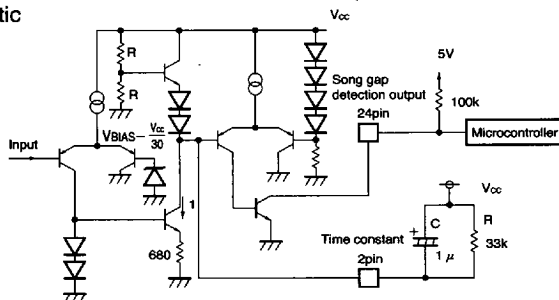 tic
Vcc
R
R
5V
Song gap
detection output
100k
24pin
Microcontroller
VBIAS − Vcc/30
Input
1
Vcc
C
R
680
Time constant
+
33k
1 μ
2pin